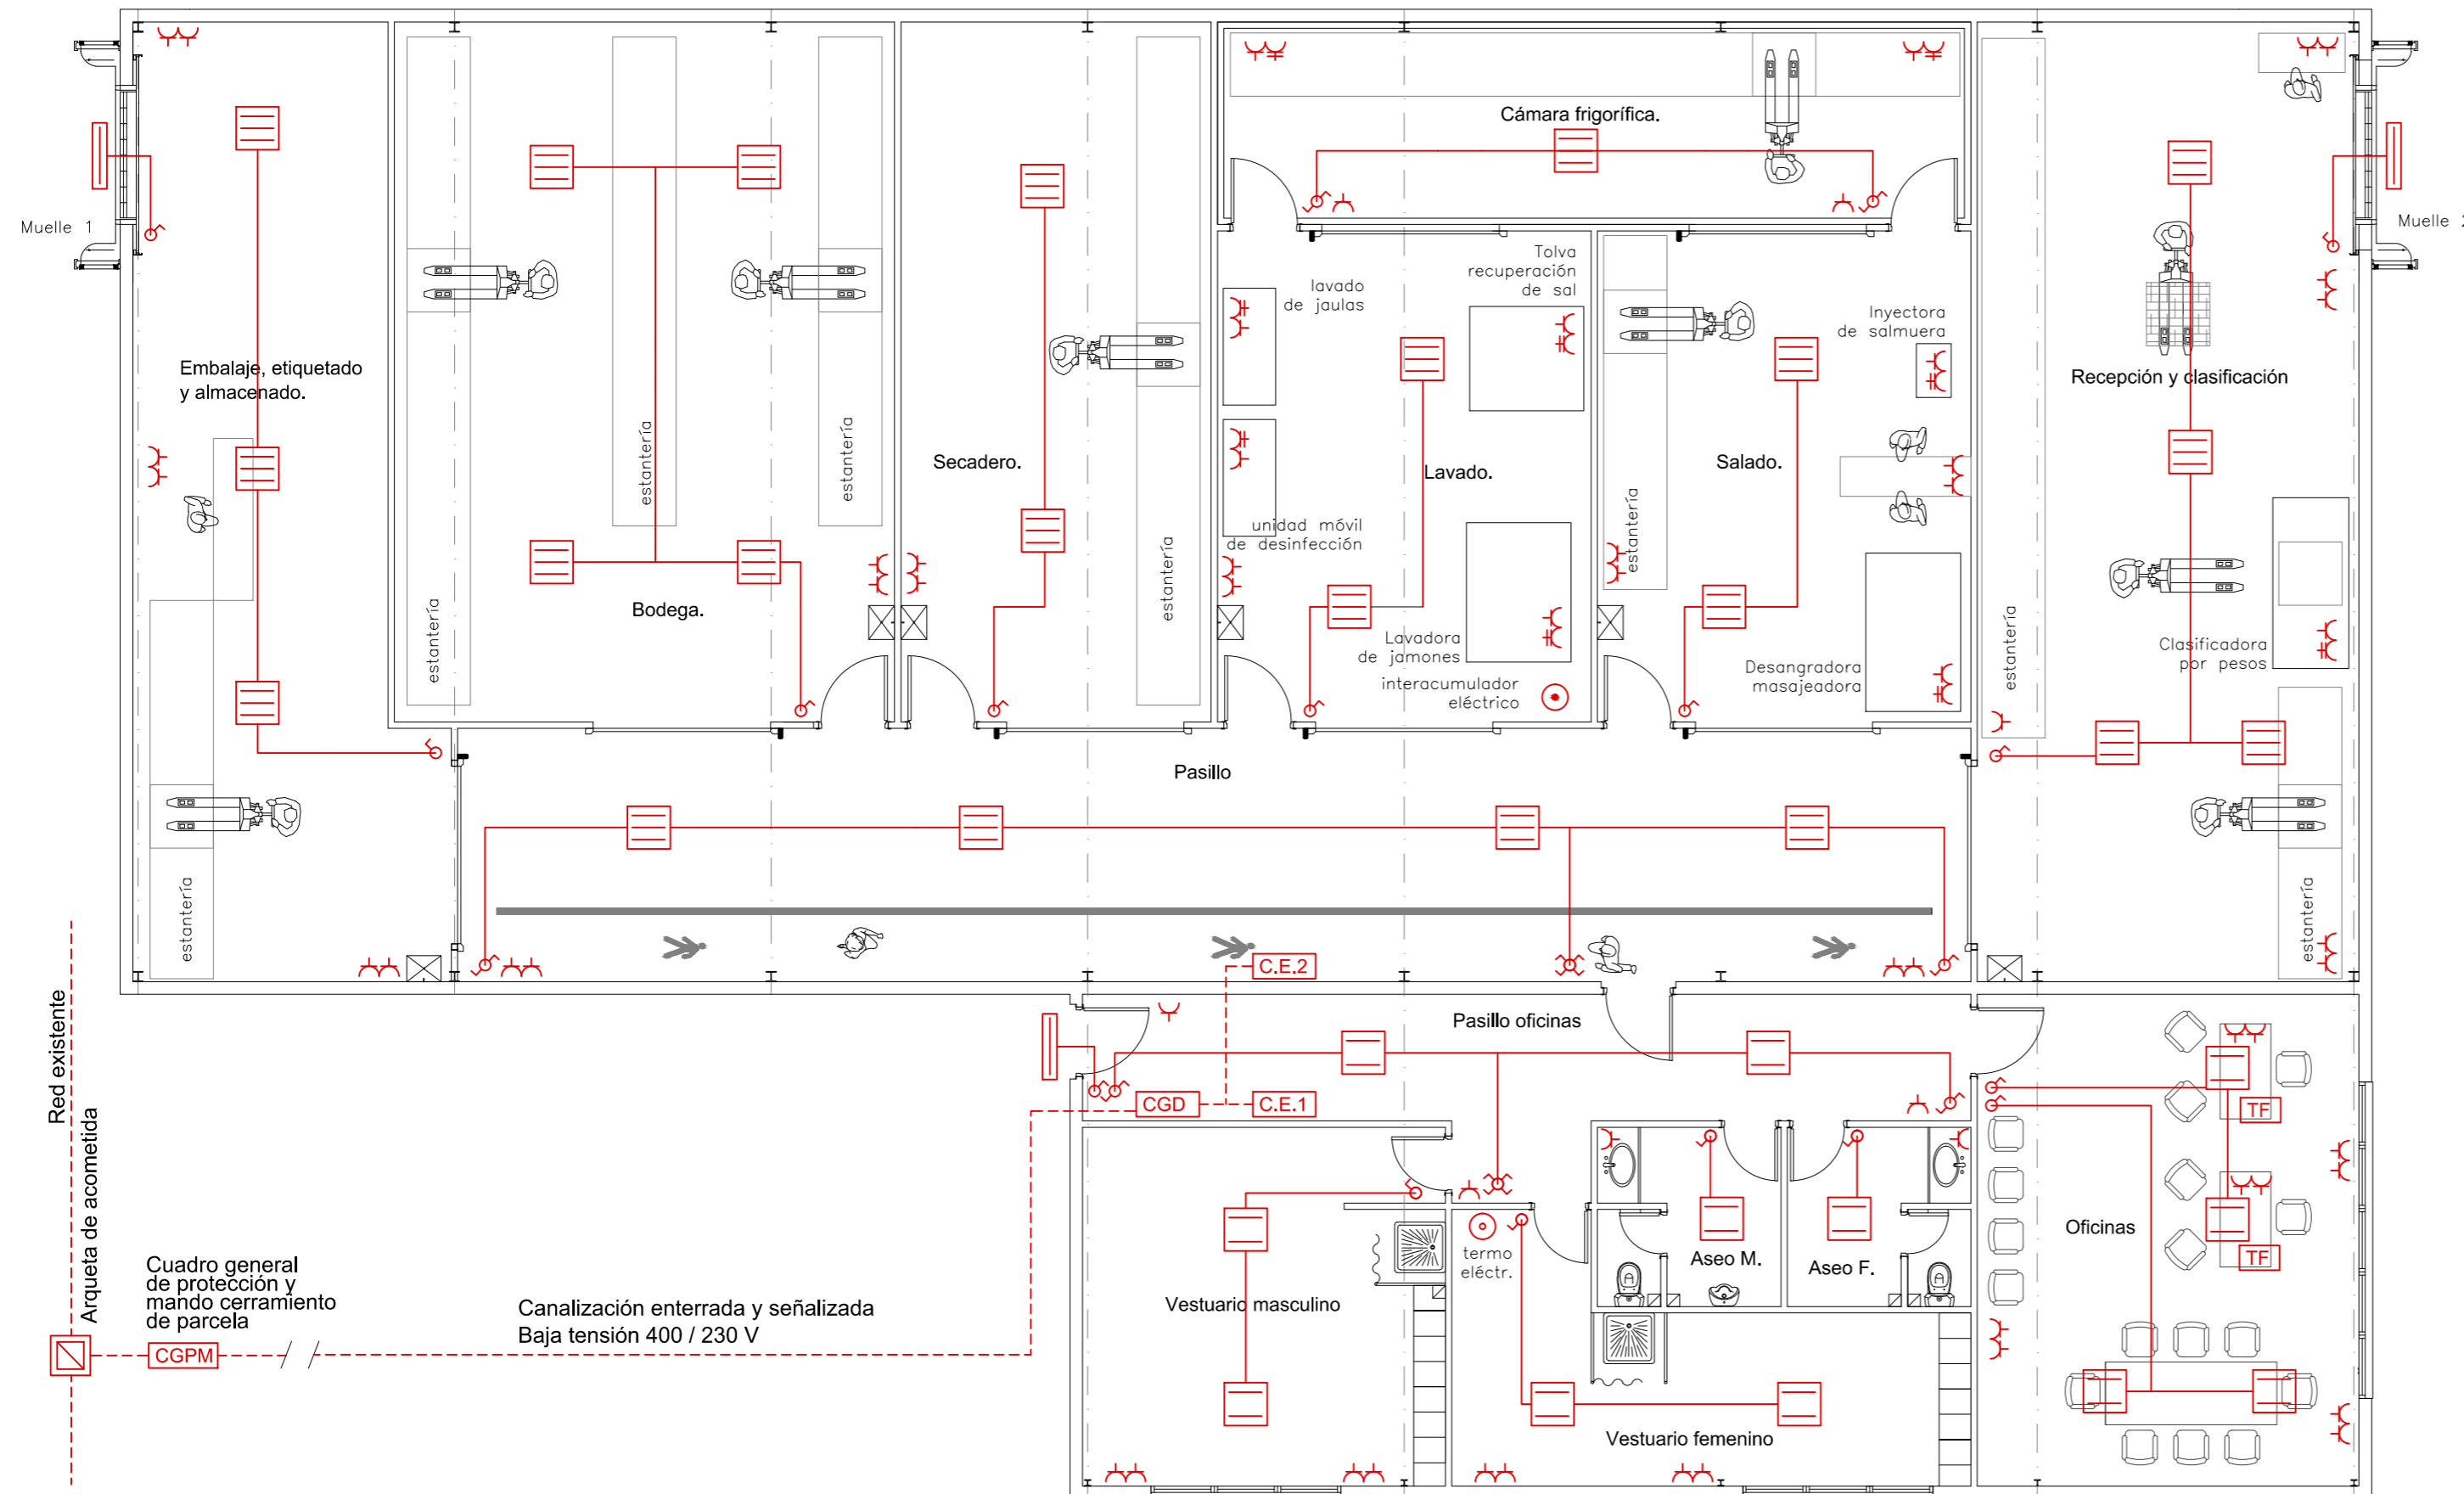 Cámara frigorífica.
Muelle 1
Muelle 2
Tolva
recuperación
de sal
lavado
de jaulas
Inyectora
de salmuera
Embalaje, etiquetado
y almacenado.
Recepción y clasificación
estantería
estantería
Secadero.
Lavado.
Salado.
estantería
unidad móvil
de desinfección
estantería
Bodega.
estantería
estantería
Lavadora
de jamones
Desangradora
masajeadora
Clasificadora
por pesos
estantería
interacumulador
eléctrico
Pasillo
estantería
estantería
C.E.2
Pasillo oficinas
Red existente
Arqueta de acometida
CGD
C.E.1
TF
Oficinas
TF
termo
eléctr.
Aseo M.
Aseo F.
Cuadro general
de protección y
mando cerramiento
de parcela
Canalización enterrada y señalizada
Baja tensión 400 / 230 V
CGPM
Vestuario masculino
Vestuario femenino